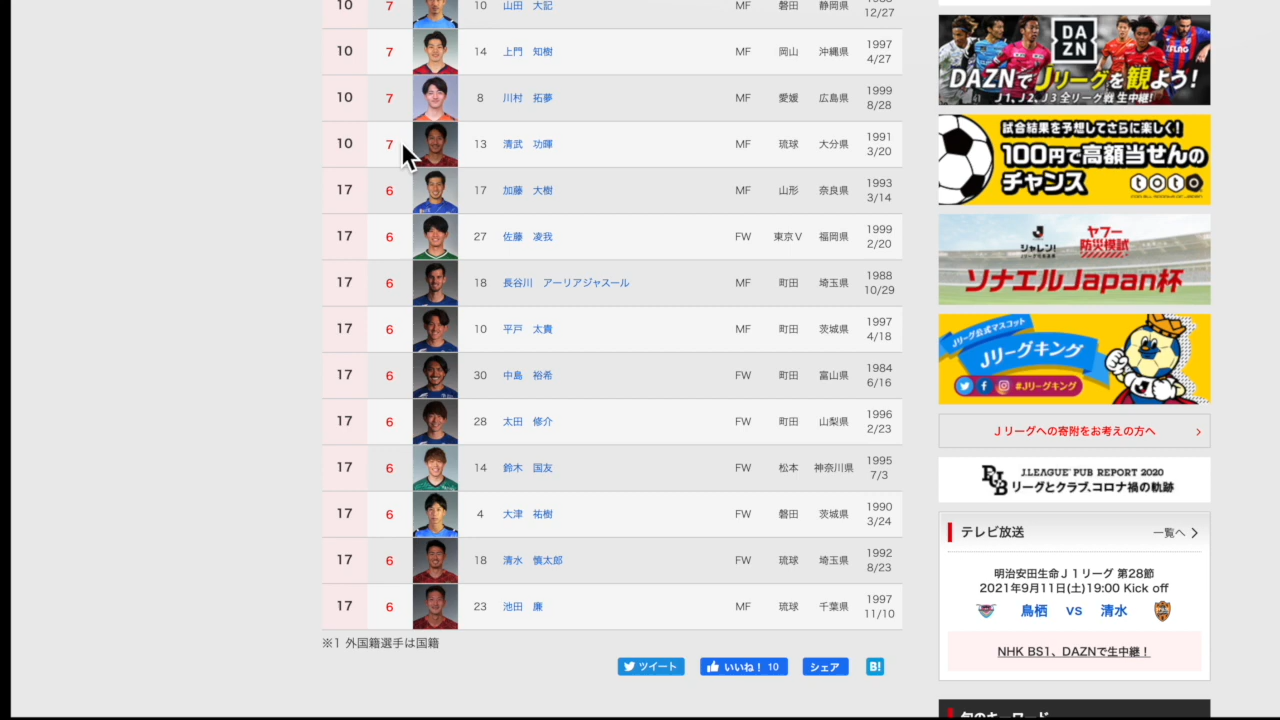 10 7 10 山田 大記 MF 磐田 静岡県 12/27
10 7 上門 知樹 MF 岡山 沖縄県 1997 4/27
川村 拓夢 MF 愛媛 広島県 1999 8/28
清武 功暉 MF 琉球 大分県 1991
17 6 17 加藤 大樹 MF 山形 奈良県 1993
6 佐藤 凌我 FW 東京V 福岡県 1999 2/20
6 18 長谷川 アーリアジャスール MF 町田 埼玉県 1988 10/29
17 6 平戸 太貴 MF 町田 茨城県 1997 4/18
17 中島 裕希 FW 町田 富山県 1984 6/16
17 6 28 太田 修介 FW 町田 山梨県 1996 2/23
17 6 14 鈴木 国友 FW 松本 神奈川県 1995 7/3
17 6 4 大津 祐樹 FW 磐田 茨城県 1990 3/24
17 6 18 清水 慎太郎 FW 琉球 埼玉県 1992 8/23
17 6 23 池田 廉 MF 琉球 千葉県 1997 11/10
※1 外国籍選手は国籍
ツイート いいね！ 10 シェア B!
DAZN
DAZNでJリーグを観よう!
J1、J2、J3 全リーグ戦 生中継!
試合結果を予想してさらに楽しく!
100円で高額当せんの
チャンス
toto
シャレン!
ヤフー
防災模試
ソナエルJapan杯
Jリーグ公式マスコット
Jリーグキング
#Jリーグキング
Ｊリーグへの寄附をお考えの方へ
PUB
J.LEAGUE PUB REPORT 2020
リーグとクラブ、コロナ禍の軌跡
テレビ放送 一覧へ
明治安田生命Ｊ１リーグ 第28節
2021年9月11日(土)19:00 Kick off
鳥栖 vs 清水
NHK BS1、DAZNで生中継！
旬のキーワード